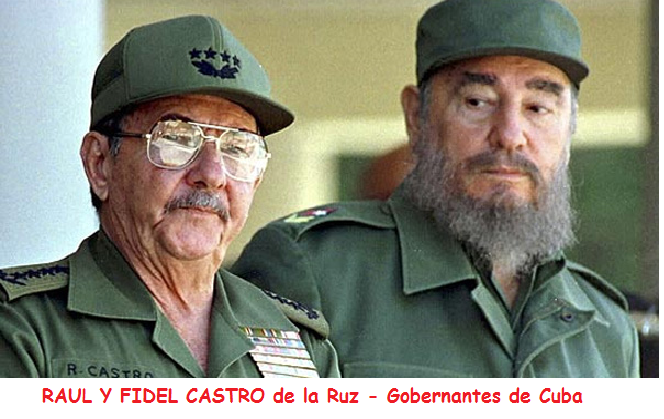 R. CASTRO
RAUL Y FIDEL CASTRO de la Ruz - Gobernantes de Cuba